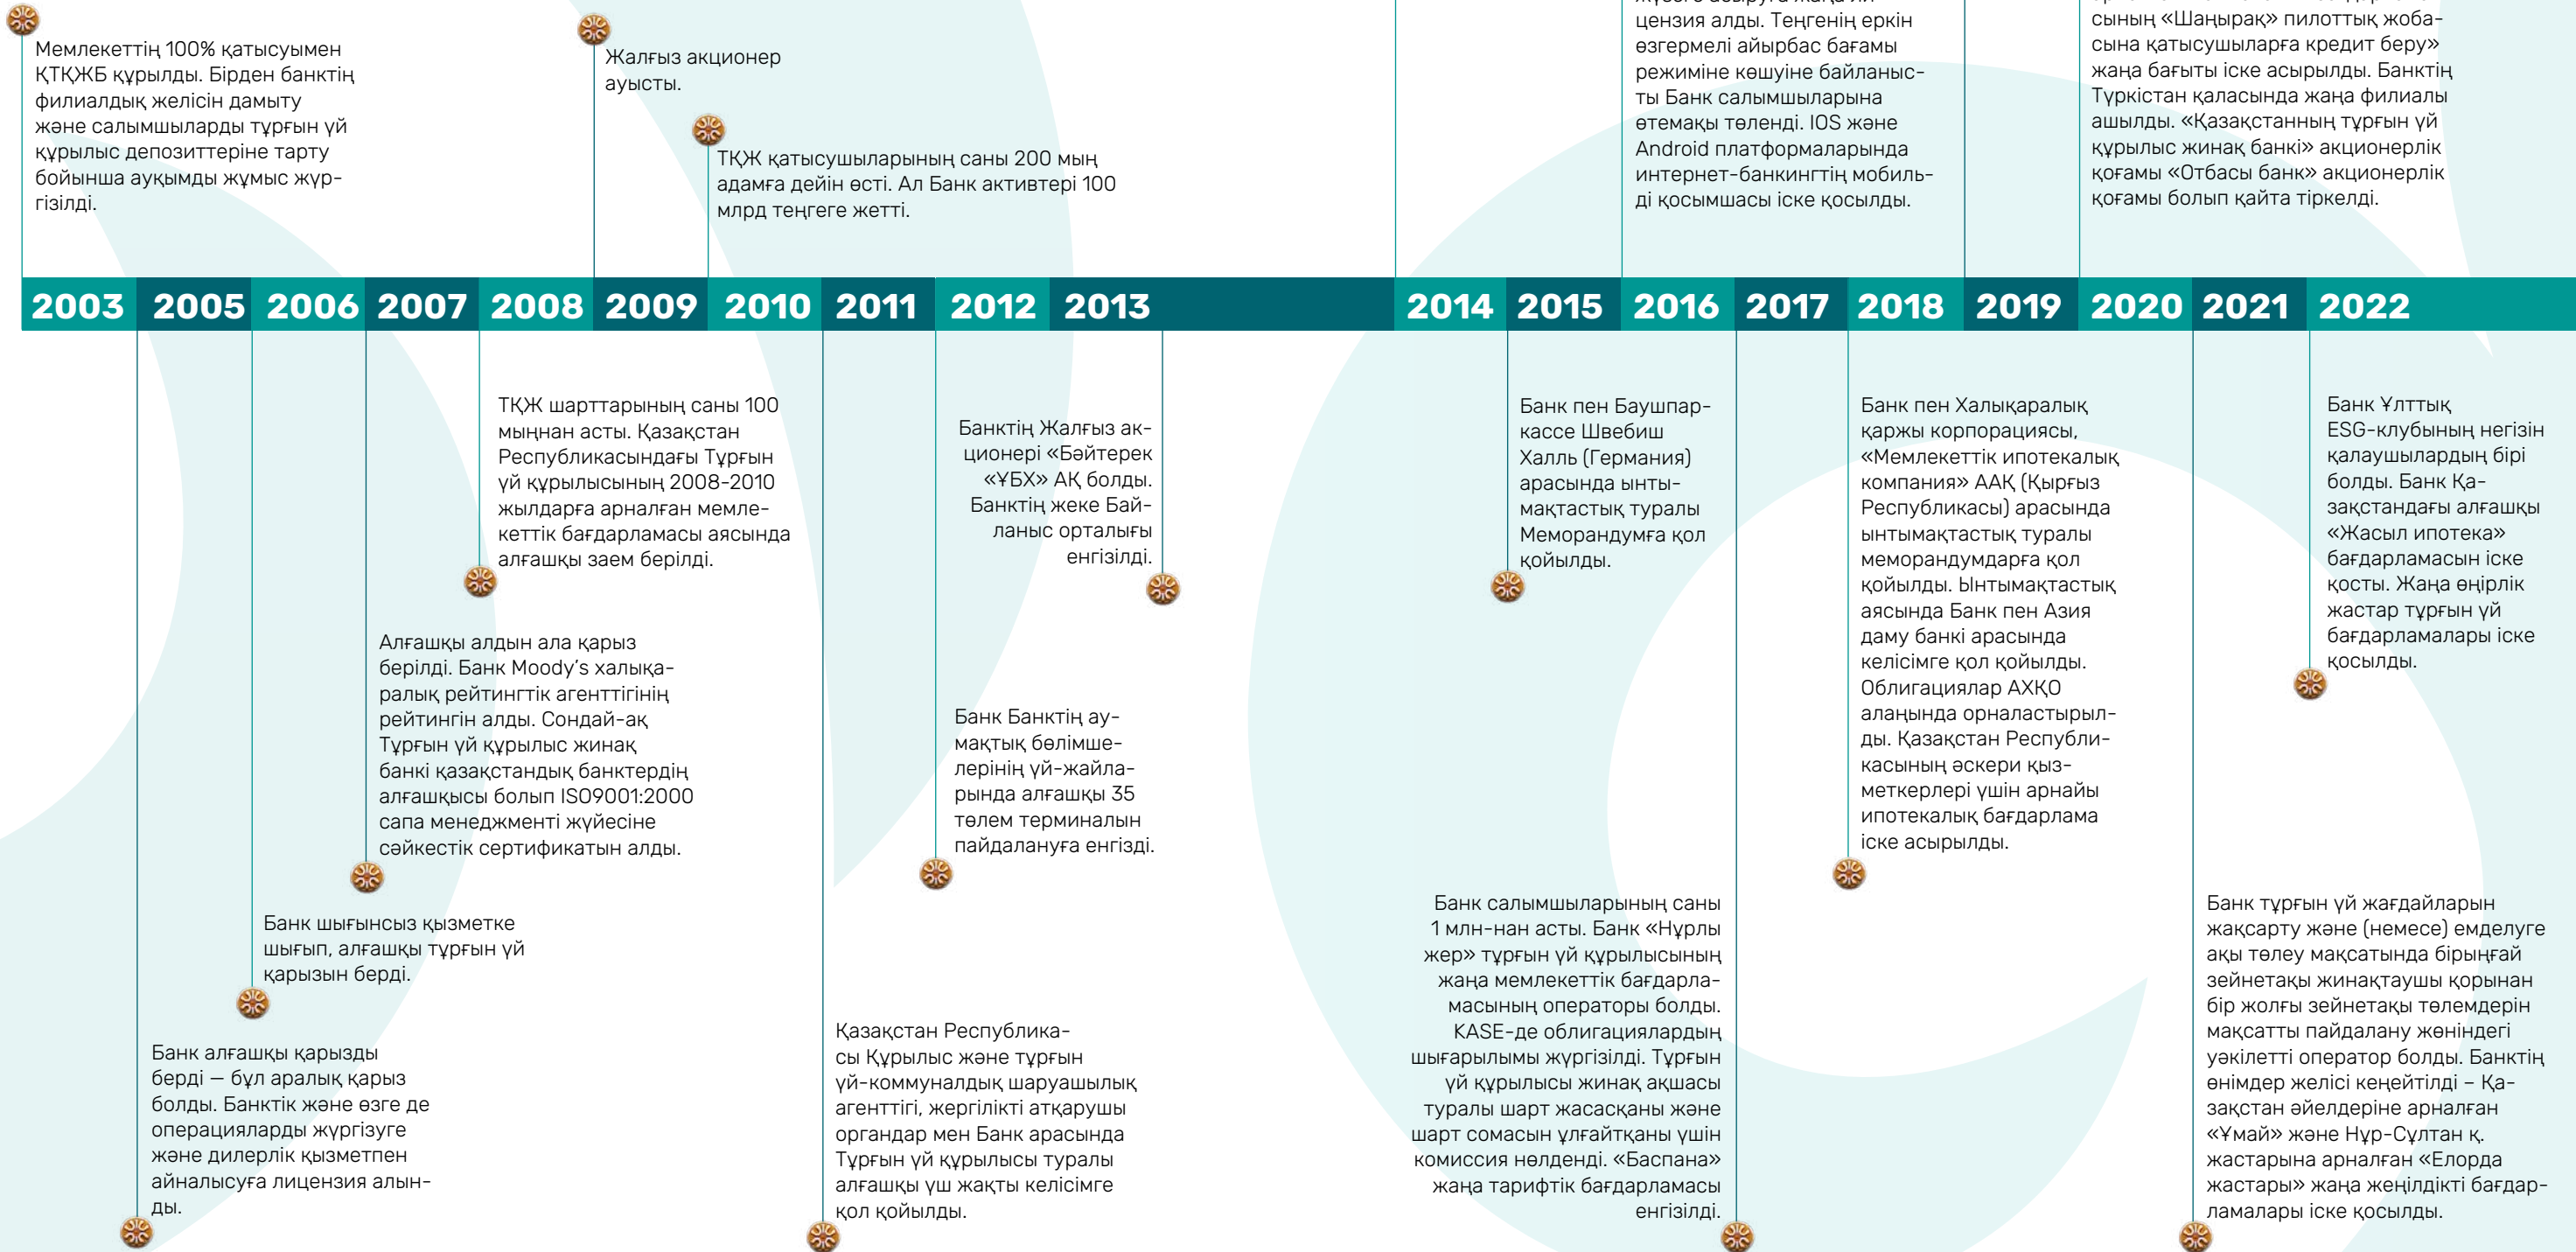 Мемлекеттің 100% қатысуымен
ҚТҚЖБ құрылды. Бірден банктің
филиалдық желісін дамыту
және салымшыларды тұрғын үй
құрылыс депозиттеріне тарту
бойынша ауқымды жұмыс жүр-
гізілді.
Жалғыз акционер
ауысты.
ТҚЖ қатысушыларының саны 200 мың
адамға дейін өсті. Ал Банк активтері 100
млрд теңгеге жетті.
цензия алды. Теңгенің еркін
өзгермелі айырбас бағамы
режиміне көшуіне байланыс-
ты Банк салымшыларына
өтемақы төленді. IOS және
Android платформаларында
интернет-банкингтің мобиль-
ді қосымшасы іске қосылды.
сының «Шаңырақ» пилоттық жоба-
сына қатысушыларға кредит беру»
жаңа бағыты іске асырылды. Банктің
Түркістан қаласында жаңа филиалы
ашылды. «Қазақстанның тұрғын үй
құрылыс жинақ банкі» акционерлік
қоғамы «Отбасы банк» акционерлік
қоғамы болып қайта тіркелді.
2003 2005 2006 2007 2008 2009 2010 2011 2012 2013 2014 2015 2016 2017 2018 2019 2020 2021 2022
ТҚЖ шарттарының саны 100
мыңнан асты. Қазақстан
Республикасындағы Тұрғын
үй құрылысының 2008-2010
жылдарға арналған мемле-
кеттік бағдарламасы аясында
алғашқы заем берілді.
Банктің Жалғыз ак-
ционері «Бәйтерек
«ҰБХ» АҚ болды.
Банктің жеке Бай-
ланыс орталығы
енгізілді.
Банк пен Баушпар-
кассе Швебиш
Халль (Германия)
арасында ынты-
мақтастық туралы
Меморандумға қол
қойылды.
Банк пен Халықаралық
қаржы корпорациясы,
«Мемлекеттік ипотекалық
компания» ААҚ (Қырғыз
Республикасы) арасында
ынтымақтастық туралы
меморандумдарға қол
қойылды. Ынтымақтастық
аясында Банк пен Азия
даму банкі арасында
келісімге қол қойылды.
Облигациялар АХҚО
алаңында орналастырыл-
ды. Қазақстан Республи-
касының әскери қыз-
меткерлері үшін арнайы
ипотекалық бағдарлама
іске асырылды.
Банк Ұлттық
ESG-клубының негізін
қалаушылардың бірі
болды. Банк Қа-
зақстандағы алғашқы
«Жасыл ипотека»
бағдарламасын іске
қосты. Жаңа өңірлік
жастар тұрғын үй
бағдарламалары іске
қосылды.
Алғашқы алдын ала қарыз
берілді. Банк Moody's халықа-
ралық рейтингтік агенттігінің
рейтингін алды. Сондай-ақ
Тұрғын үй құрылыс жинақ
банкі қазақстандық банктердің
алғашқысы болып ISO9001:2000
сапа менеджменті жүйесіне
сәйкестік сертификатын алды.
Банк Банктің ау-
мақтық бөлімше-
лерінің үй-жайла-
рында алғашқы 35
төлем терминалын
пайдалануға енгізді.
Банк шығынсыз қызметке
шығып, алғашқы тұрғын үй
қарызын берді.
Банк алғашқы қарызды
берді — бұл аралық қарыз
болды. Банктік және өзге де
операцияларды жүргізуге
және дилерлік қызметпен
айналысуға лицензия алын-
ды.
Қазақстан Республика-
сы Құрылыс және тұрғын
үй-коммуналдық шаруашылық
агенттігі, жергілікті атқарушы
органдар мен Банк арасында
Тұрғын үй құрылысы туралы
алғашқы үш жақты келісімге
қол қойылды.
Банк салымшыларының саны
1 млн-нан асты. Банк «Нұрлы
жер» тұрғын үй құрылысының
жаңа мемлекеттік бағдарла-
масының операторы болды.
KASE-де облигациялардың
шығарылымы жүргізілді. Тұрғын
үй құрылысы жинақ ақшасы
туралы шарт жасасқаны және
шарт сомасын ұлғайтқаны үшін
комиссия нөлденді. «Баспана»
жаңа тарифтік бағдарламасы
енгізілді.
Банк тұрғын үй жағдайларын
жақсарту және (немесе) емделуге
ақы төлеу мақсатында бірыңғай
зейнетақы жинақтаушы қорынан
бір жолғы зейнетақы төлемдерін
мақсатты пайдалану жөніндегі
уәкілетті оператор болды. Банктің
өнімдер желісі кеңейтілді – Қа-
зақстан әйелдеріне арналған
«Ұмай» және Нұр-Сұлтан қ.
жастарына арналған «Елорда
жастары» жаңа жеңілдікті бағдар-
ламалары іске қосылды.